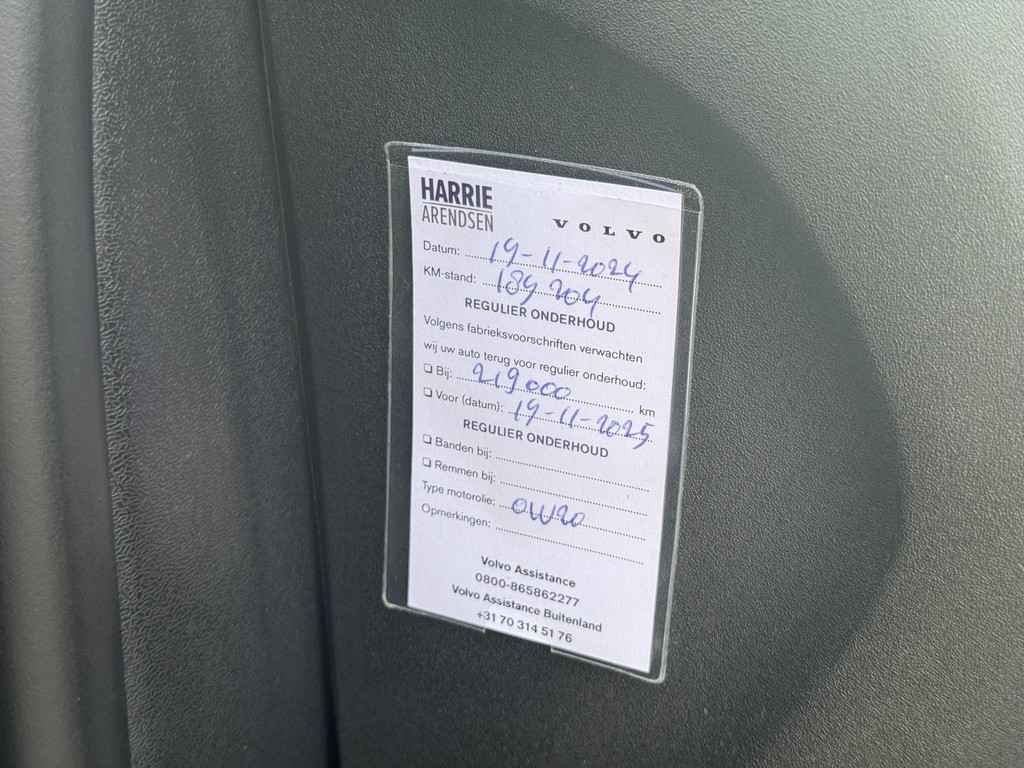 HARRIE
ARENDSEN
VOLVO
Datum: 19-11-2024
KM-stand: 189 204
REGULIER ONDERHOUD
Volgens fabrieksvoorschriften verwachten
wij uw auto terug voor regulier onderhoud:
❏ Bij: 219 000 km
❏ Voor (datum): 19-11-2025
REGULIER ONDERHOUD
❏ Banden bij:
❏ Remmen bij:
Type motorolie: 0W20
Opmerkingen:
Volvo Assistance
0800-865862277
Volvo Assistance Buitenland
+31 70 314 51 76